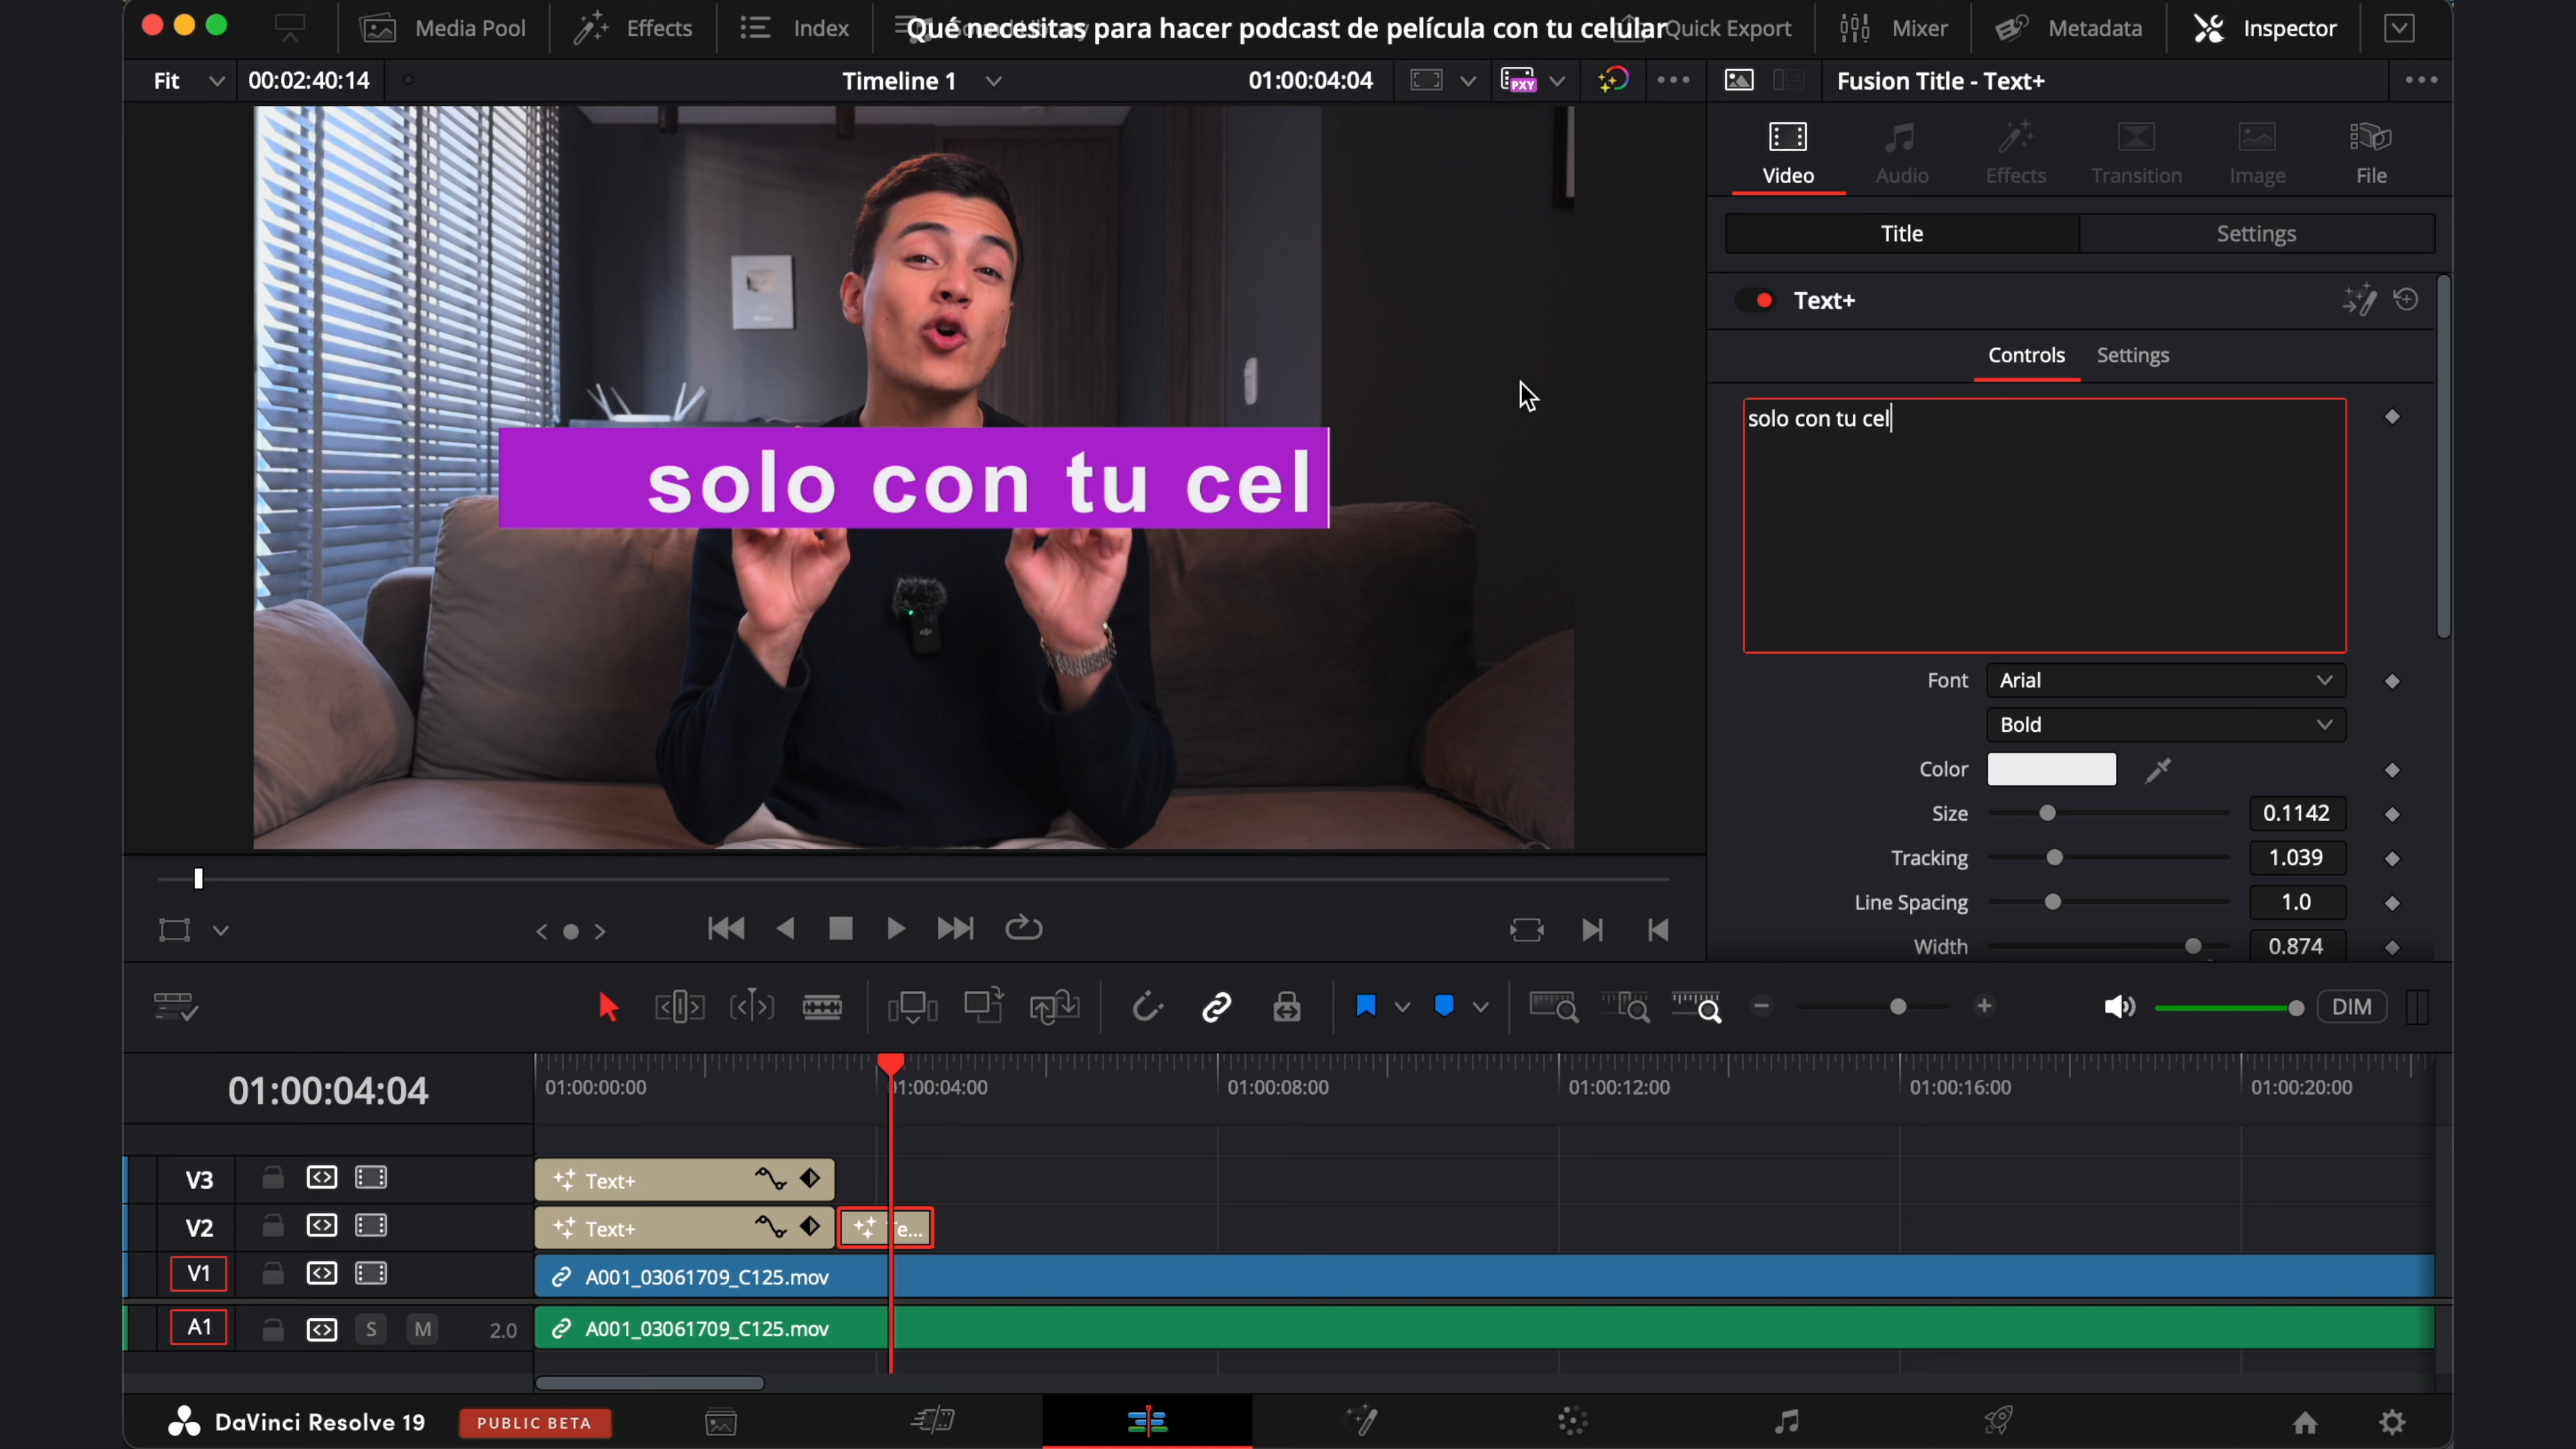 Media Pool
Effects
Index
Qué necesitas para hacer podcast de película con tu celular
Quick Export
Mixer
Metadata
Inspector
Fit
00:02:40:14
Timeline 1
01:00:04:04
PXY
Fusion Title - Text+
Video
Audio
Effects
Transition
Image
File
Title
Settings
Text+
Controls
Settings
solo con tu cel
solo con tu cel
Font
Arial
Bold
Color
Size
0.1142
Tracking
1.039
Line Spacing
1.0
Width
0.874
DIM
01:00:04:04
01:00:00:00
01:00:04:00
01:00:08:00
01:00:12:00
01:00:16:00
01:00:20:00
V3
Text+
V2
Text+
Te...
V1
A001_03061709_C125.mov
A1
S
M
2.0
A001_03061709_C125.mov
DaVinci Resolve 19
PUBLIC BETA